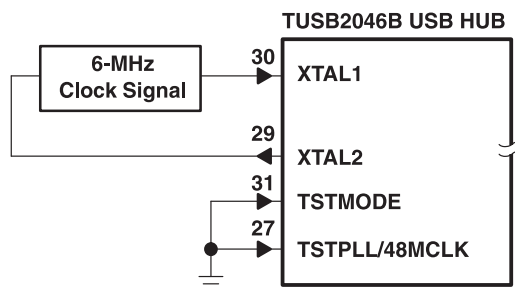 TUSB2046B USB HUB
6-MHz
Clock Signal
30
XTAL1
29
XTAL2
31
TSTMODE
27
TSTPLL/48MCLK